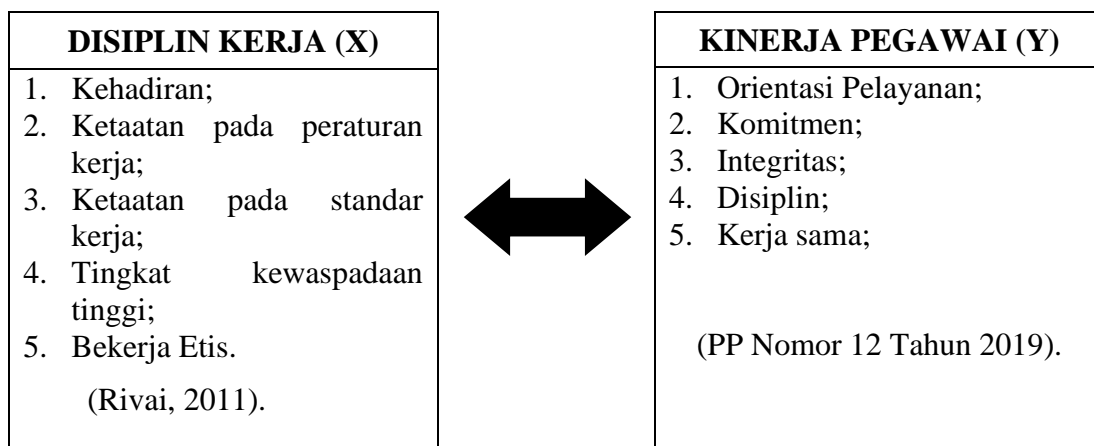 DISIPLIN KERJA (X)
1. Kehadiran;
2. Ketaatan pada peraturan
kerja;
3. Ketaatan pada standar
kerja;
4. Tingkat kewaspadaan
tinggi;
5. Bekerja Etis.
(Rivai, 2011).
KINERJA PEGAWAI (Y)
1. Orientasi Pelayanan;
2. Komitmen;
3. Integritas;
4. Disiplin;
5. Kerja sama;
(PP Nomor 12 Tahun 2019).